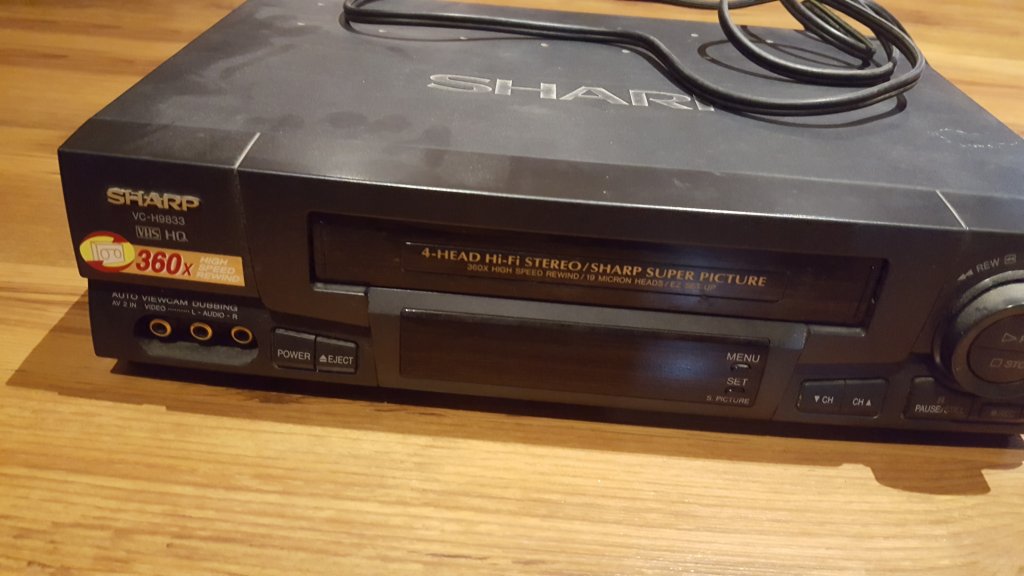 SHARP
SHARP
VC-H9833
VHS HQ
360X HIGH SPEED REWIND
4-HEAD Hi-Fi STEREO/SHARP SUPER PICTURE
360X HIGH SPEED REWIND/19 MICRON HEADS/EZ SET UP
AUTO VIEWCAM DUBBING
AV 2 IN VIDEO L - AUDIO - R
POWER
EJECT
MENU
SET
S. PICTURE
CH
CH
REW
PAUSE/